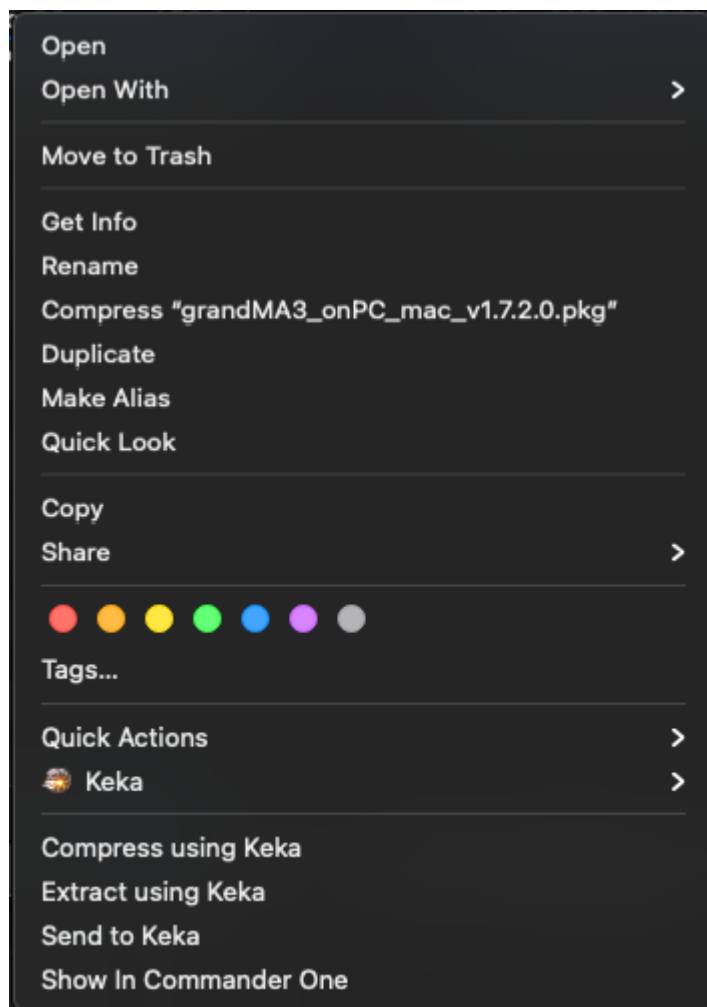 Open
Open With
Move to Trash
Get Info
Rename
Compress “grandMA3_onPC_mac_v1.7.2.0.pkg”
Duplicate
Make Alias
Quick Look
Copy
Share
Tags...
Quick Actions
Keka
Compress using Keka
Extract using Keka
Send to Keka
Show In Commander One